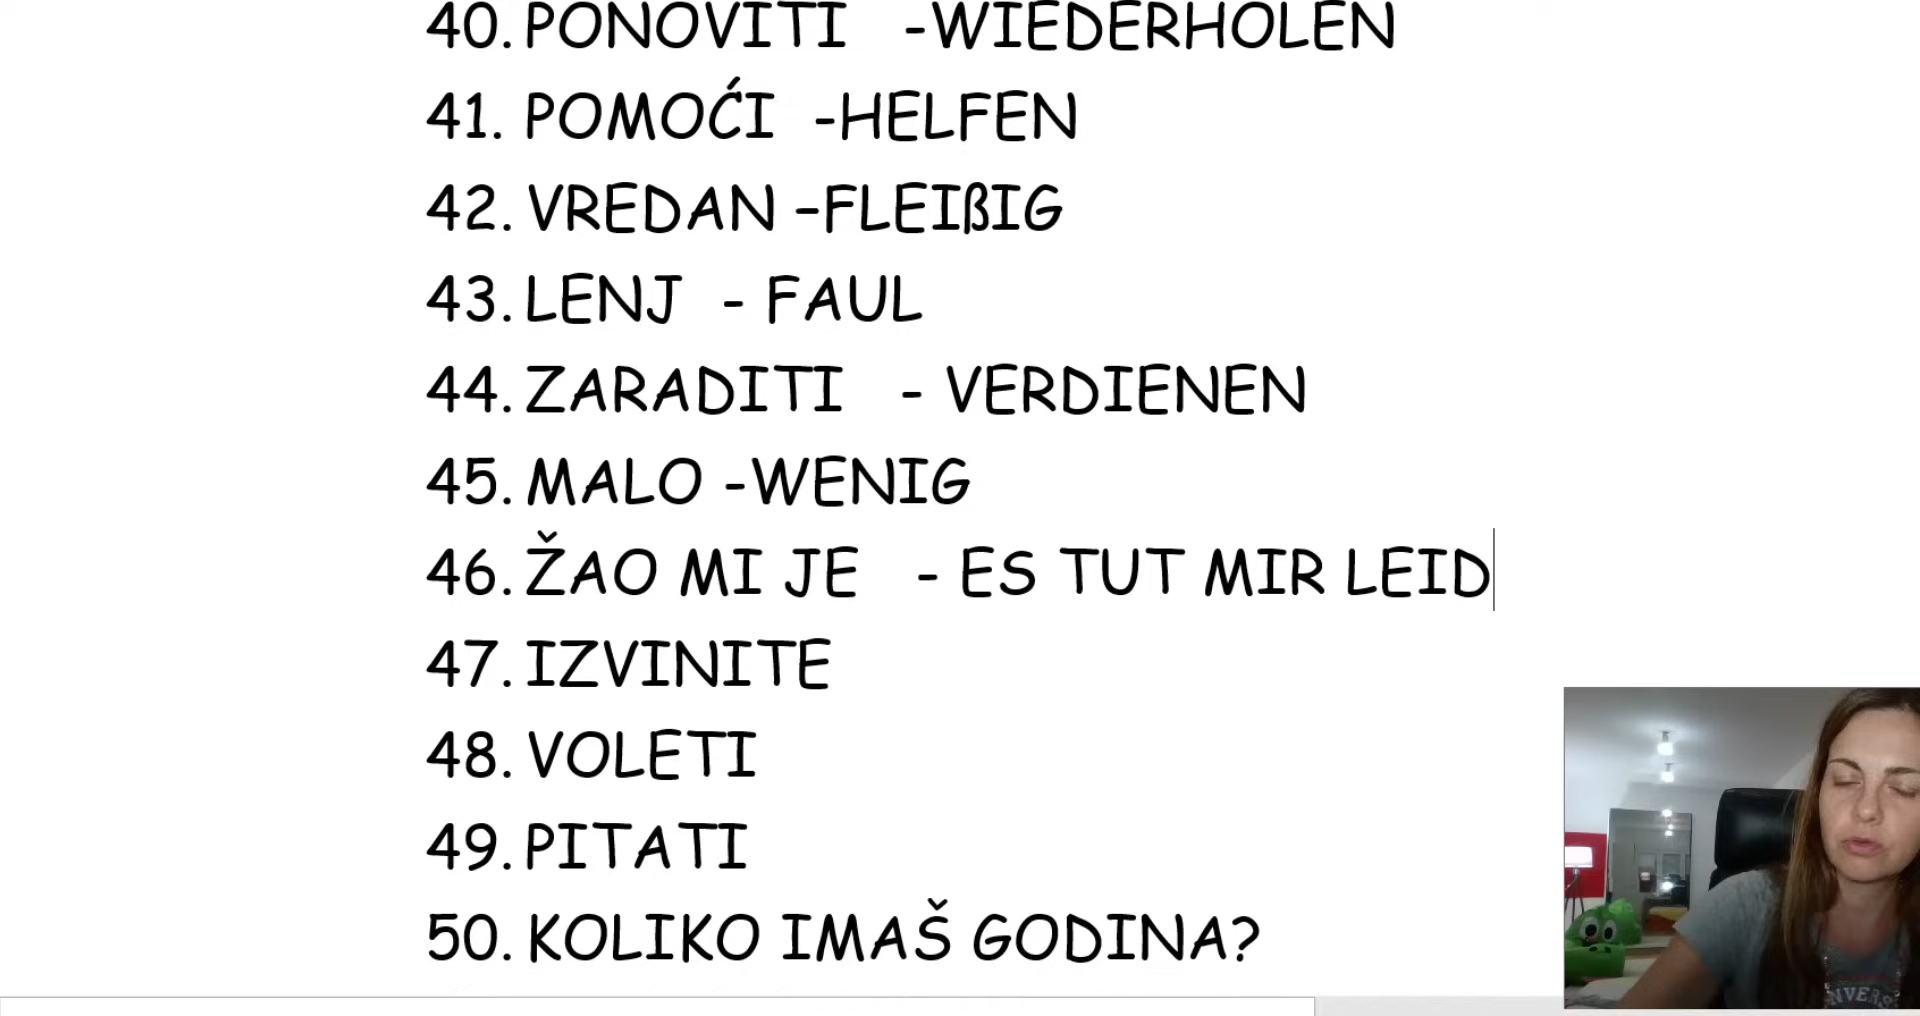 40. PONOVITI -WIEDERHOLEN
41. POMOĆI -HELFEN
42. VREDAN -FLEIßIG
43. LENJ - FAUL
44. ZARADITI - VERDIENEN
45. MALO -WENIG
46. ŽAO MI JE - ES TUT MIR LEID
47. IZVINITE
48. VOLETI
49. PITATI
50. KOLIKO IMAŠ GODINA?